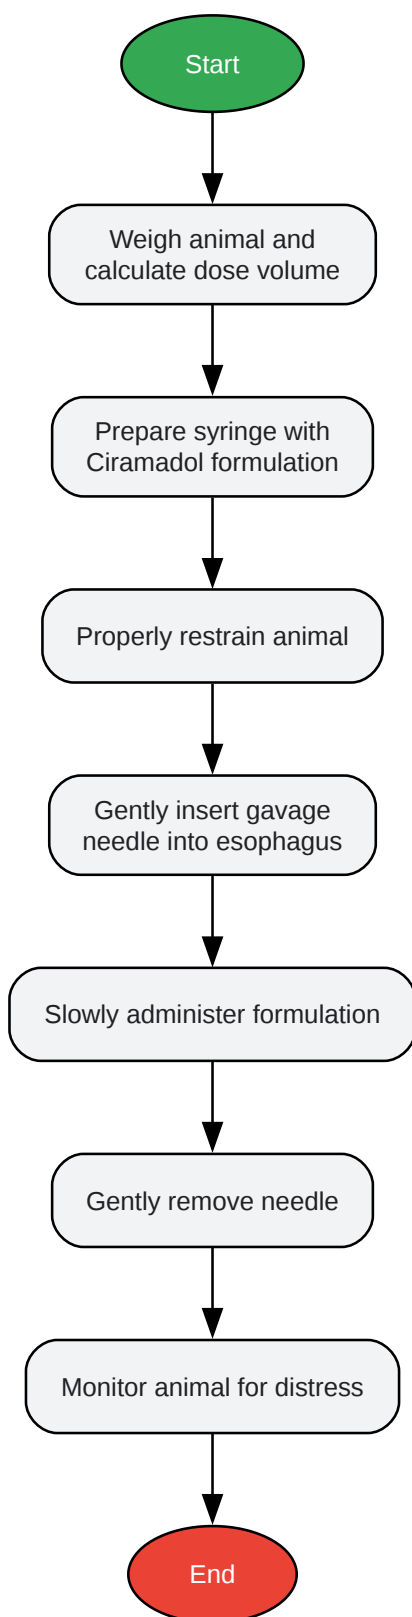 Start
Weigh animal and
calculate dose volume
Prepare syringe with
Ciramadol formulation
Properly restrain animal
Gently insert gavage
needle into esophagus
Slowly administer formulation
Gently remove needle
Monitor animal for distress
End